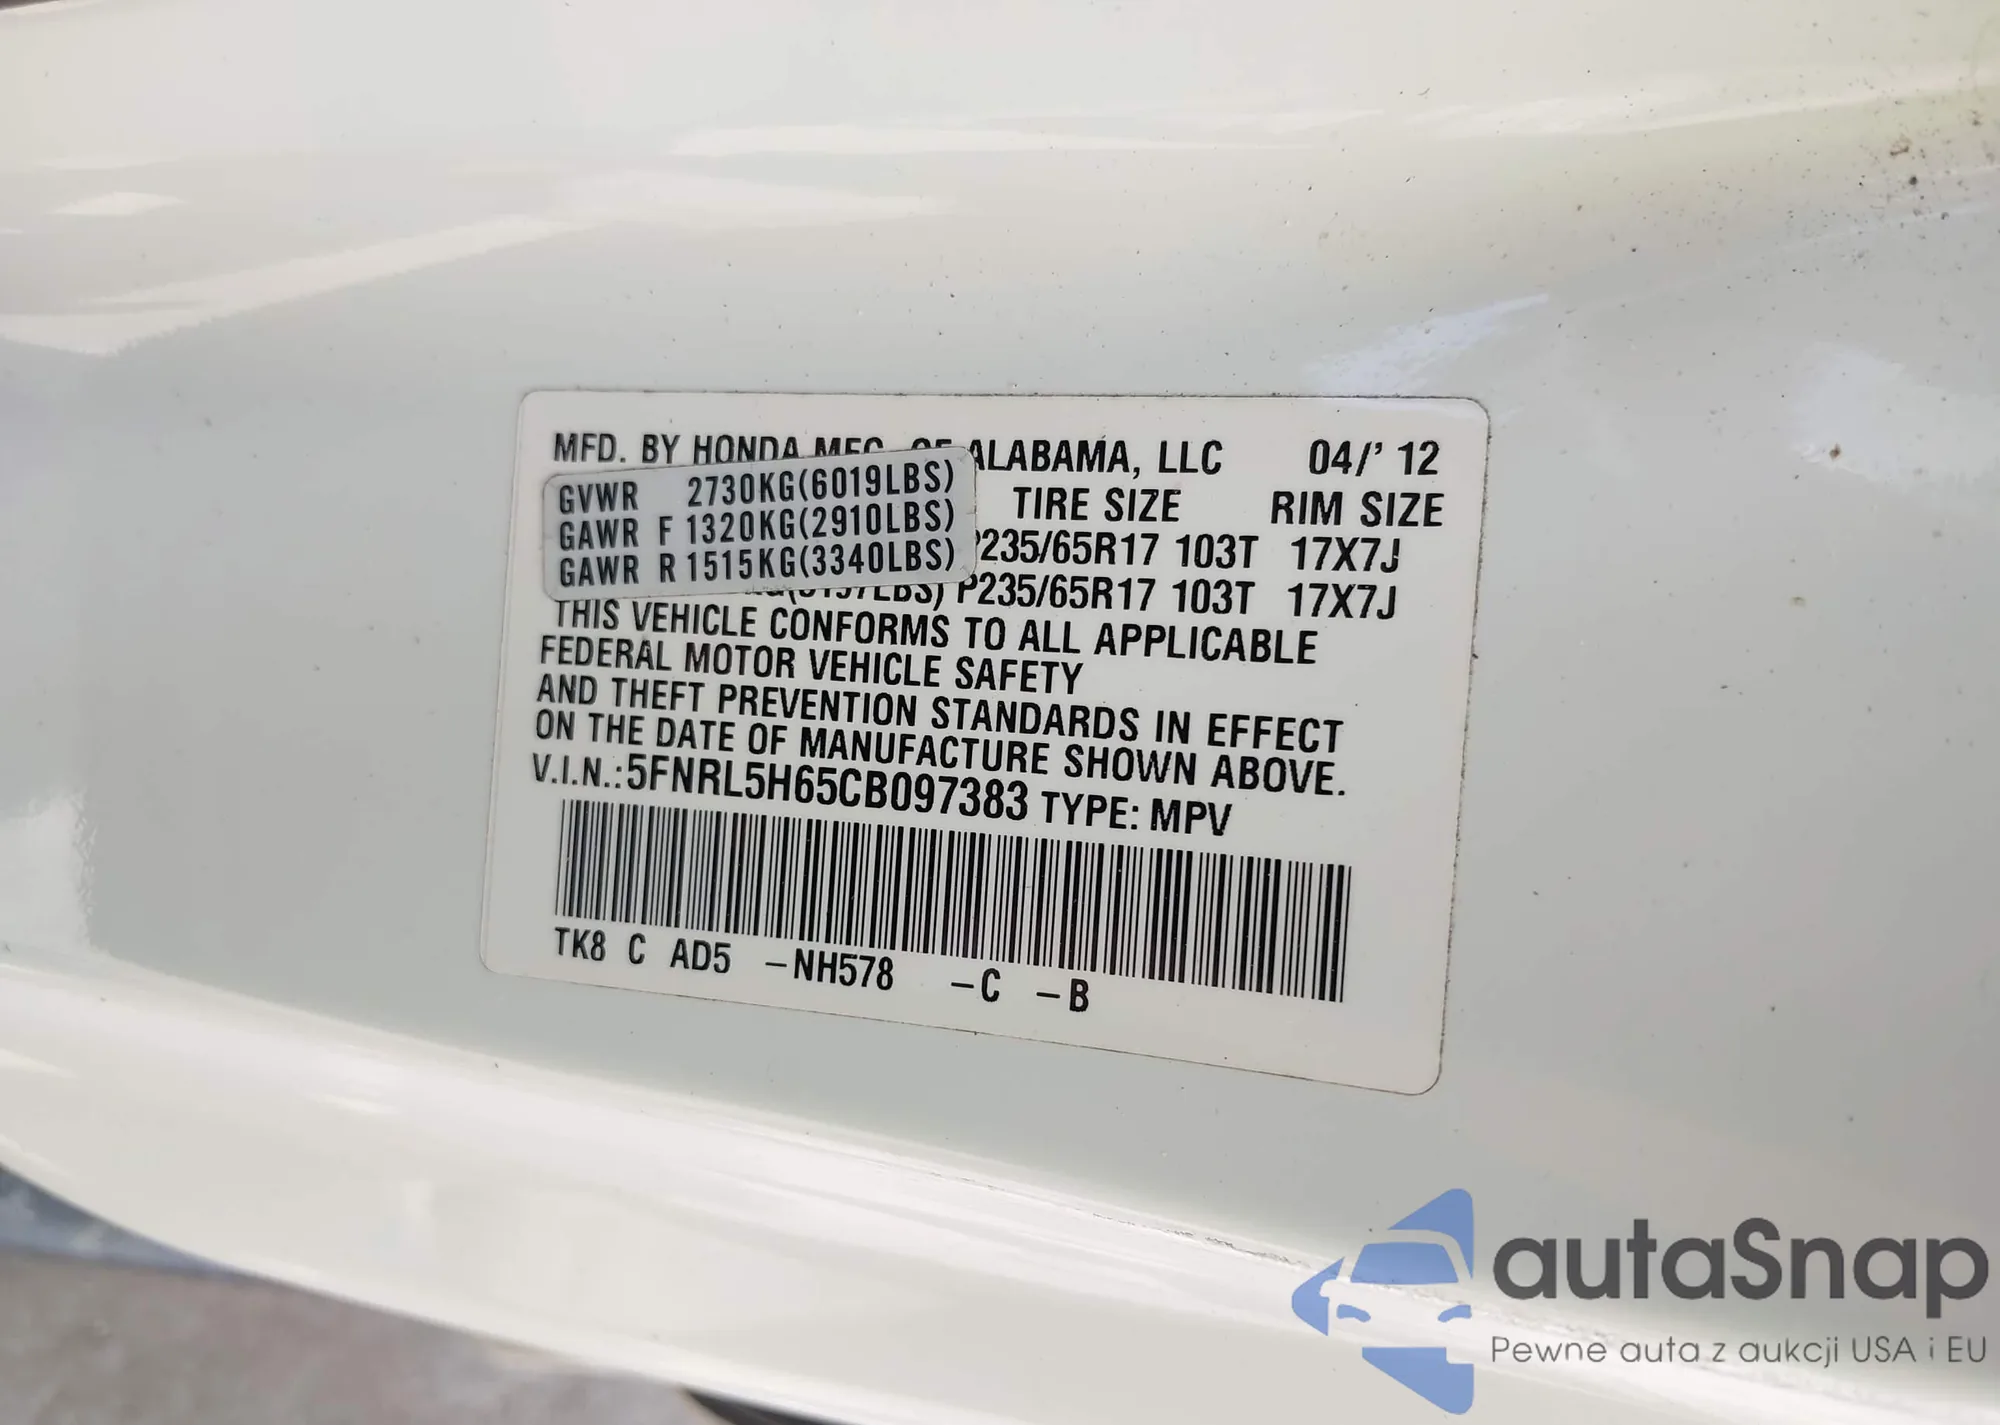 MFD. BY HONDA MFG. OF ALABAMA, LLC 04/' 12
GVWR 2730KG(6019LBS) TIRE SIZE RIM SIZE
GAWR F 1320KG(2910LBS) P235/65R17 103T 17X7J
GAWR R 1515KG(3340LBS)
P235/65R17 103T 17X7J
THIS VEHICLE CONFORMS TO ALL APPLICABLE
FEDERAL MOTOR VEHICLE SAFETY
AND THEFT PREVENTION STANDARDS IN EFFECT
ON THE DATE OF MANUFACTURE SHOWN ABOVE.
V.I.N.:5FNRL5H65CB097383 TYPE: MPV
TK8 C AD5 -NH578 -C -B
autaSnap
Pewne auta z aukcji USA i EU